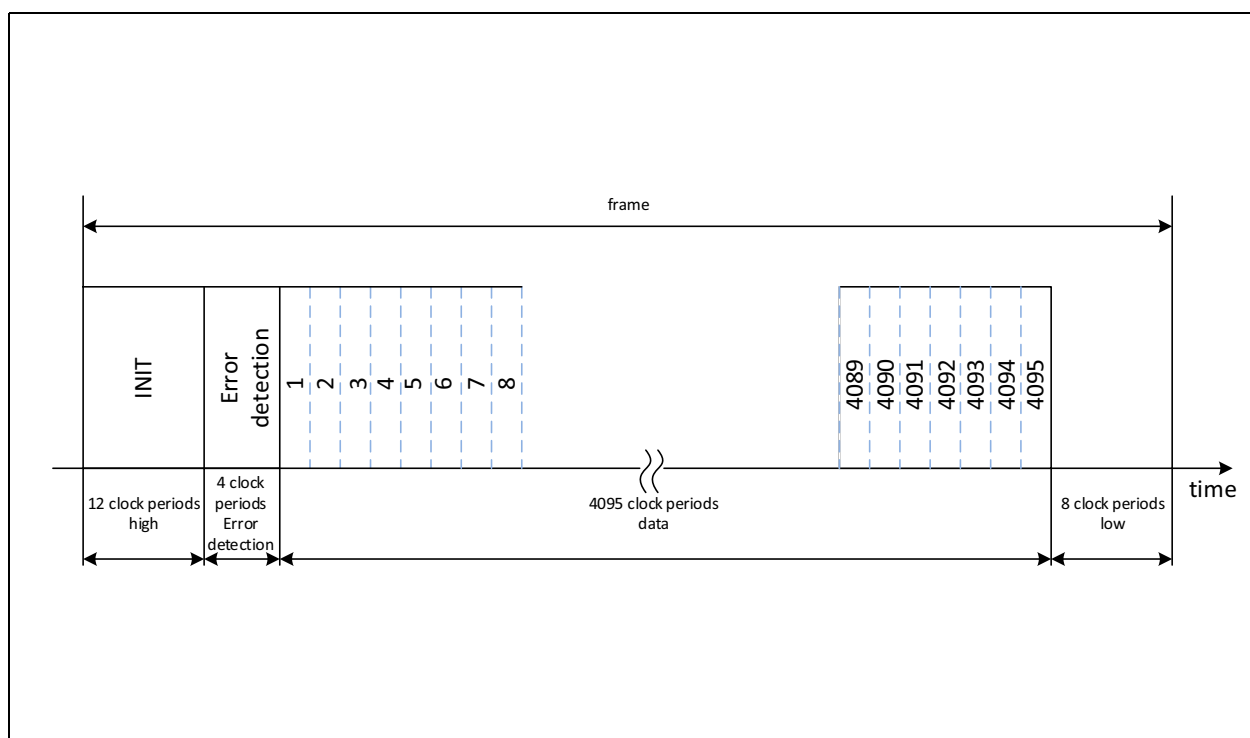 frame
INIT
Error
detection
1
2
3
4
5
6
7
8
4089
4090
4091
4092
4093
4094
4095
time
12 clock periods
high
4 clock
periods
Error
detection
4095 clock periods
data
8 clock periods
low